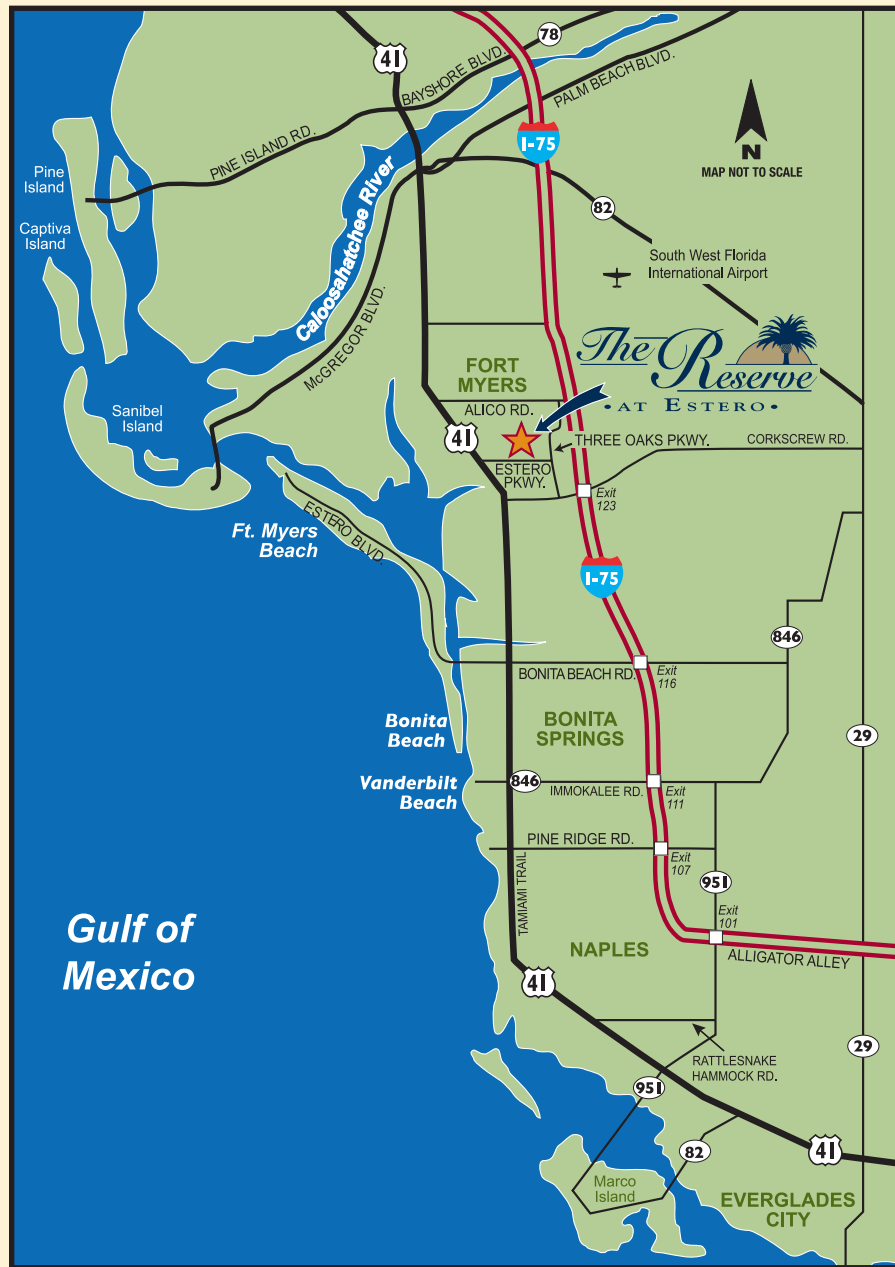 78
41
BAYSHORE BLVD.
PALM BEACH BLVD.
I-75
N
MAP NOT TO SCALE
PINE ISLAND RD.
Pine
Island
Captiva
Island
Caloosahatchee River
82
South West Florida
International Airport
McGREGOR BLVD.
The Reserve
• AT ESTERO •
FORT
MYERS
ALICO RD.
Sanibel
Island
41
THREE OAKS PKWY.
CORKSCREW RD.
ESTERO
PKWY.
Exit
123
ESTERO BLVD.
Ft. Myers
Beach
I-75
846
BONITA BEACH RD.
Exit
116
Bonita
Beach
BONITA
SPRINGS
29
Vanderbilt
Beach
846
IMMOKALEE RD.
Exit
111
PINE RIDGE RD.
Exit
107
951
TAMIAMI TRAIL
Exit
101
Gulf of
Mexico
NAPLES
ALLIGATOR ALLEY
41
29
RATTLESNAKE
HAMMOCK RD.
951
82
41
Marco
Island
EVERGLADES
CITY